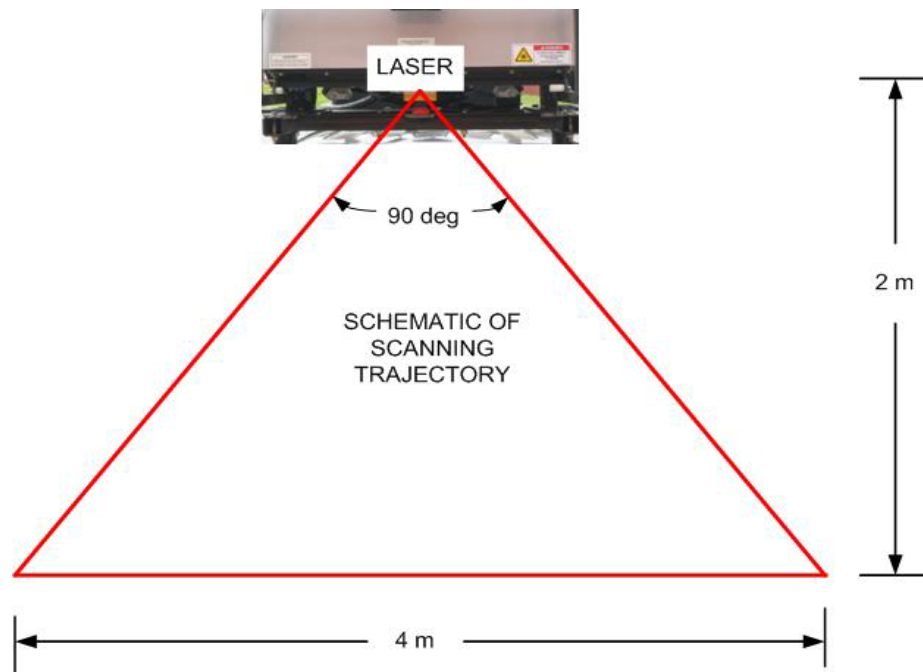 LASER
90 deg
2 m
SCHEMATIC OF
SCANNING
TRAJECTORY
4 m